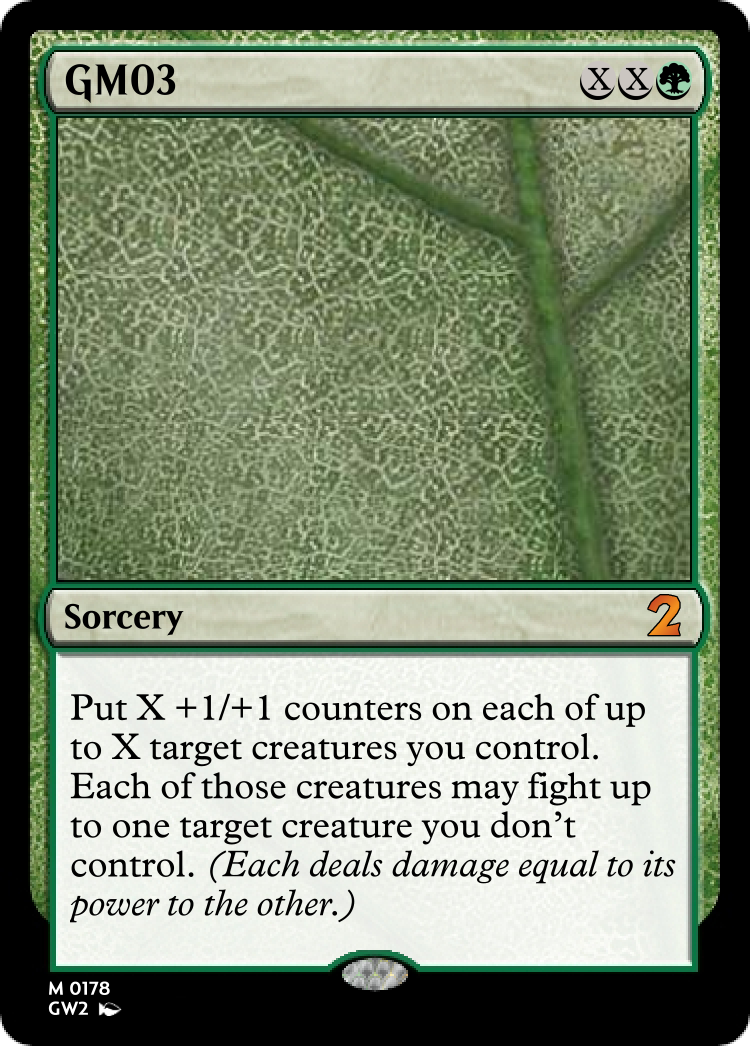 GMO3 XX
Sorcery 2
Put X +1/+1 counters on each of up
to X target creatures you control.
Each of those creatures may fight up
to one target creature you don't
control. (Each deals damage equal to its
power to the other.)
M 0178
GW2